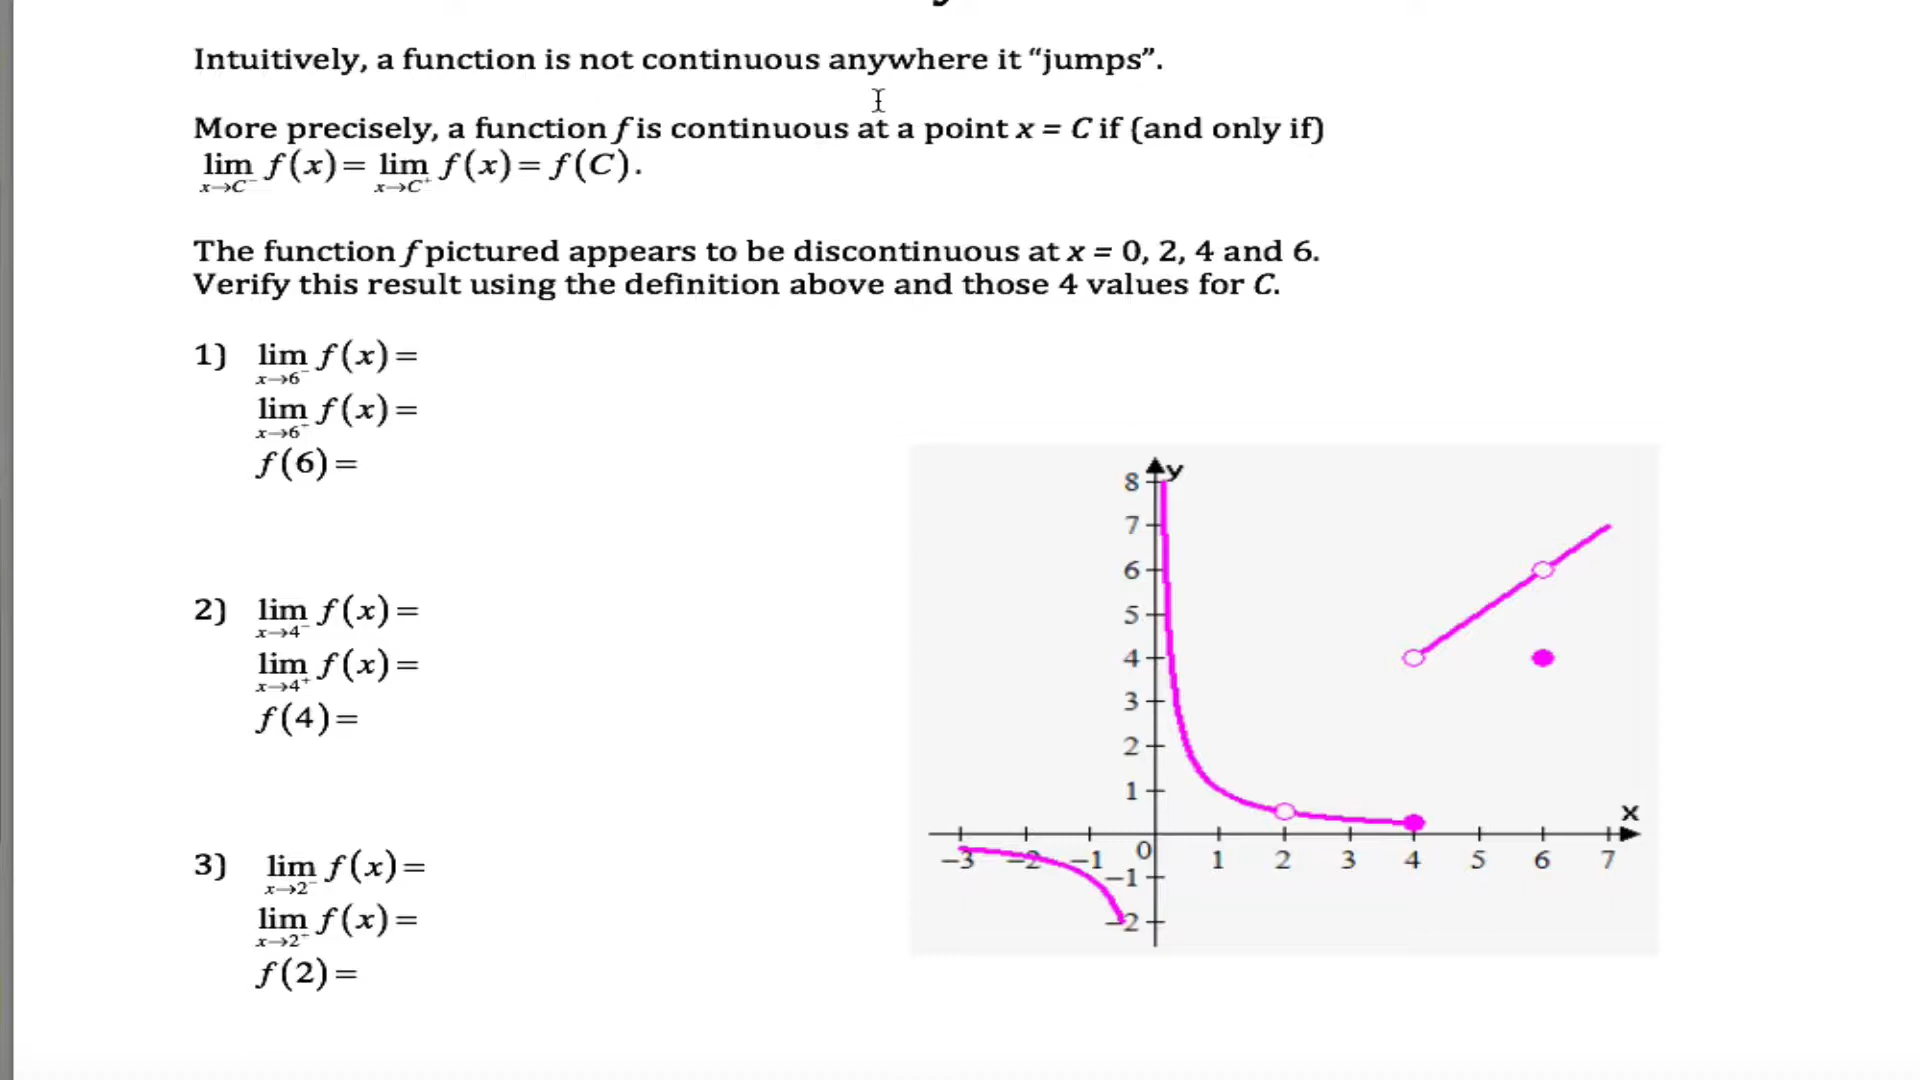 Intuitively, a function is not continuous anywhere it “jumps”.
More precisely, a function f is continuous at a point x = C if (and only if)
lim x→C⁻ f(x) = lim x→C⁺ f(x) = f(C).
The function f pictured appears to be discontinuous at x = 0, 2, 4 and 6.
Verify this result using the definition above and those 4 values for C.
1) lim x→6⁻ f(x) =
lim x→6⁺ f(x) =
f(6) =
2) lim x→4⁻ f(x) =
lim x→4⁺ f(x) =
f(4) =
3) lim x→2⁻ f(x) =
lim x→2⁺ f(x) =
f(2) =
y
8
7
6
5
4
3
2
1
x
−3 −2 −1 0 1 2 3 4 5 6 7
−1
−2